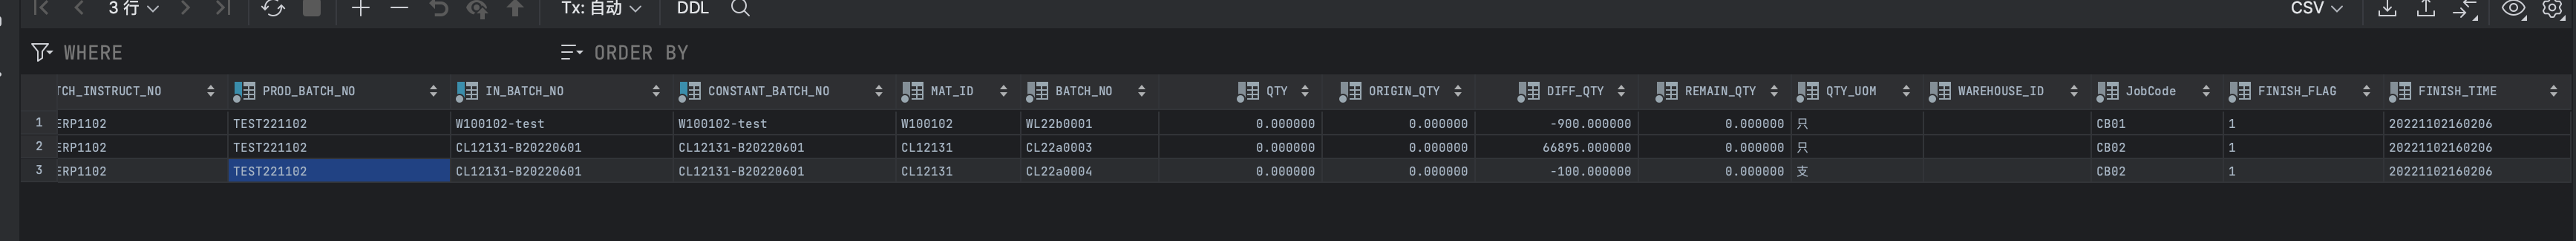 3 行 Tx: 自动 DDL CSV
WHERE ORDER BY
TCH_INSTRUCT_NO PROD_BATCH_NO IN_BATCH_NO CONSTANT_BATCH_NO MAT_ID BATCH_NO QTY ORIGIN_QTY DIFF_QTY REMAIN_QTY QTY_UOM WAREHOUSE_ID JobCode FINISH_FLAG FINISH_TIME
1 ERP1102 TEST221102 W100102-test W100102-test W100102 WL22b0001 0.000000 0.000000 -900.000000 0.000000 只 CB01 1 20221102160206
2 ERP1102 TEST221102 CL12131-B20220601 CL12131-B20220601 CL12131 CL22a0003 0.000000 0.000000 66895.000000 0.000000 只 CB02 1 20221102160206
3 ERP1102 TEST221102 CL12131-B20220601 CL12131-B20220601 CL12131 CL22a0004 0.000000 0.000000 -100.000000 0.000000 支 CB02 1 20221102160206